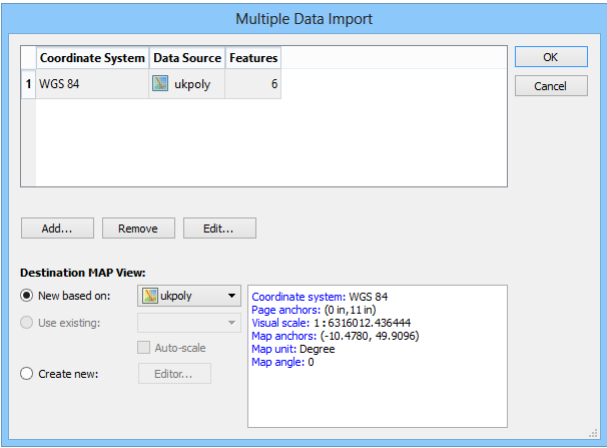 Multiple Data Import
Coordinate System Data Source Features
1 WGS 84 ukpoly 6
OK
Cancel
Add... Remove Edit...
Destination MAP View:
New based on: ukpoly
Use existing:
Auto-scale
Create new: Editor...
Coordinate system: WGS 84
Page anchors: (0 in,11 in)
Visual scale: 1:6316012.436444
Map anchors: (-10.4780, 49.9096)
Map unit: Degree
Map angle: 0